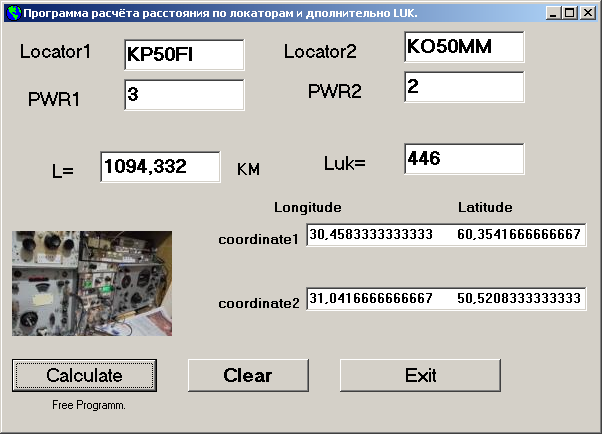 Программа расчёта расстояния по локаторам и дполнительно LUK.
Locator1 KP50FI Locator2 KO50MM
PWR1 3 PWR2 2
L= 1094,332 KM Luk= 446
Longitude Latitude
coordinate1 30,4583333333333 60,3541666666667
coordinate2 31,0416666666667 50,5208333333333
Calculate Clear Exit
Free Programm.